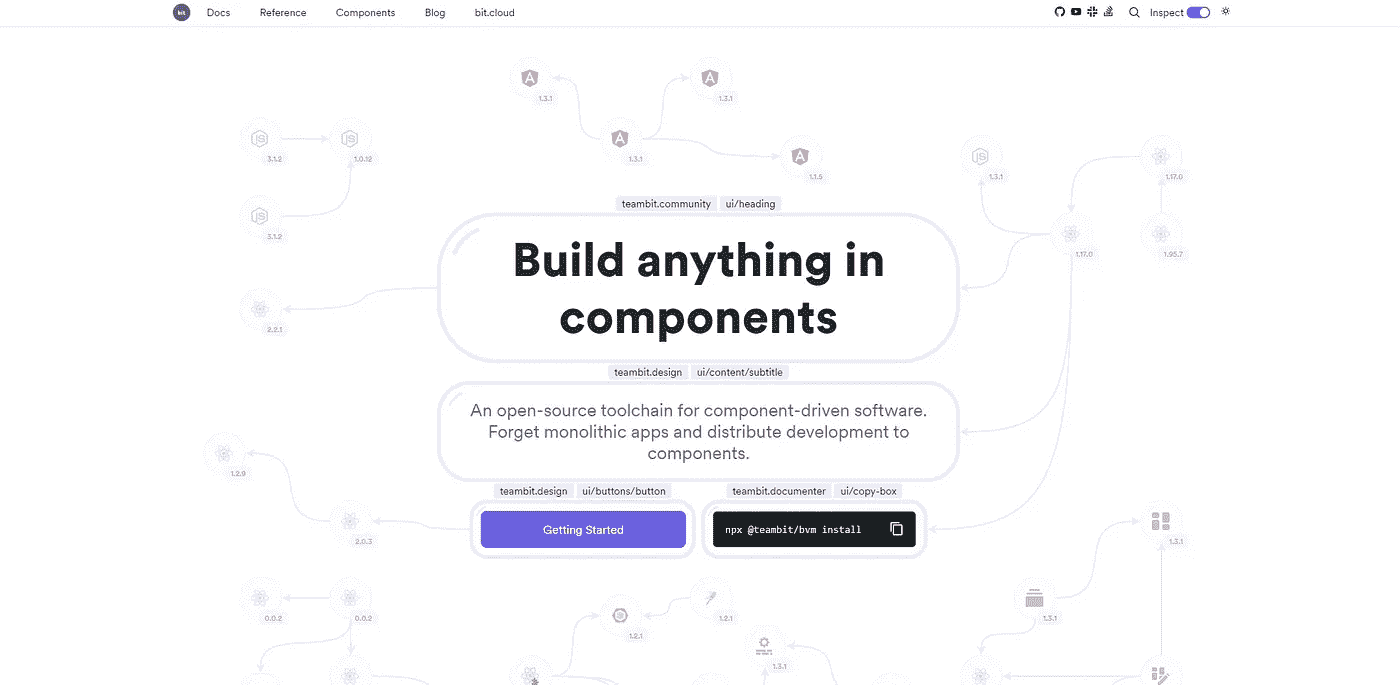 bit Docs Reference Components Blog bit.cloud Inspect
1.3.1 1.3.1
3.1.2 1.0.12 1.3.1
1.1.5 1.3.1 1.17.0
teambit.community ui/heading
3.1.2
Build anything in
components
1.17.0 1.95.7
2.2.1
teambit.design ui/content/subtitle
An open-source toolchain for component-driven software.
Forget monolithic apps and distribute development to
components.
1.2.9
teambit.design ui/buttons/button teambit.documenter ui/copy-box
Getting Started npx @teambit/bvm install
2.0.3 1.3.1
0.0.2 0.0.2 1.2.1 1.3.1
1.2.1
1.3.1